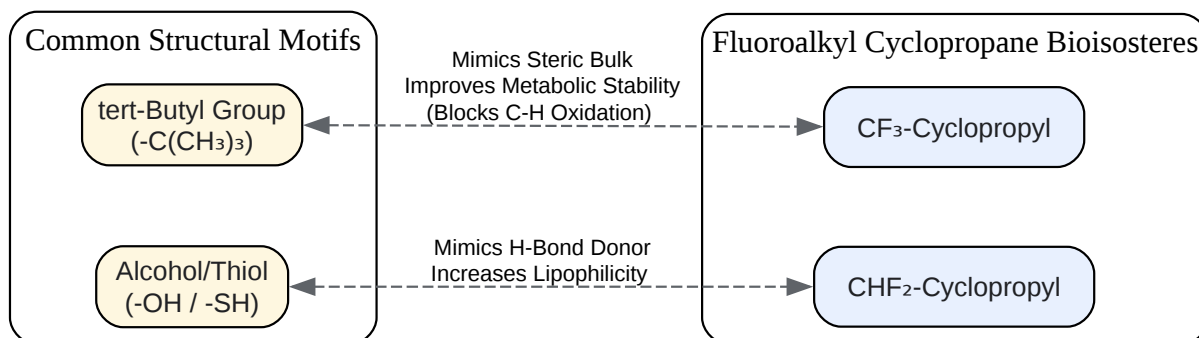 Common Structural Motifs
tert-Butyl Group
(-C(CH₃)₃)
Alcohol/Thiol
(-OH / -SH)
Mimics Steric Bulk
Improves Metabolic Stability
(Blocks C-H Oxidation)
Mimics H-Bond Donor
Increases Lipophilicity
Fluoroalkyl Cyclopropane Bioisosteres
CF₃-Cyclopropyl
CHF₂-Cyclopropyl